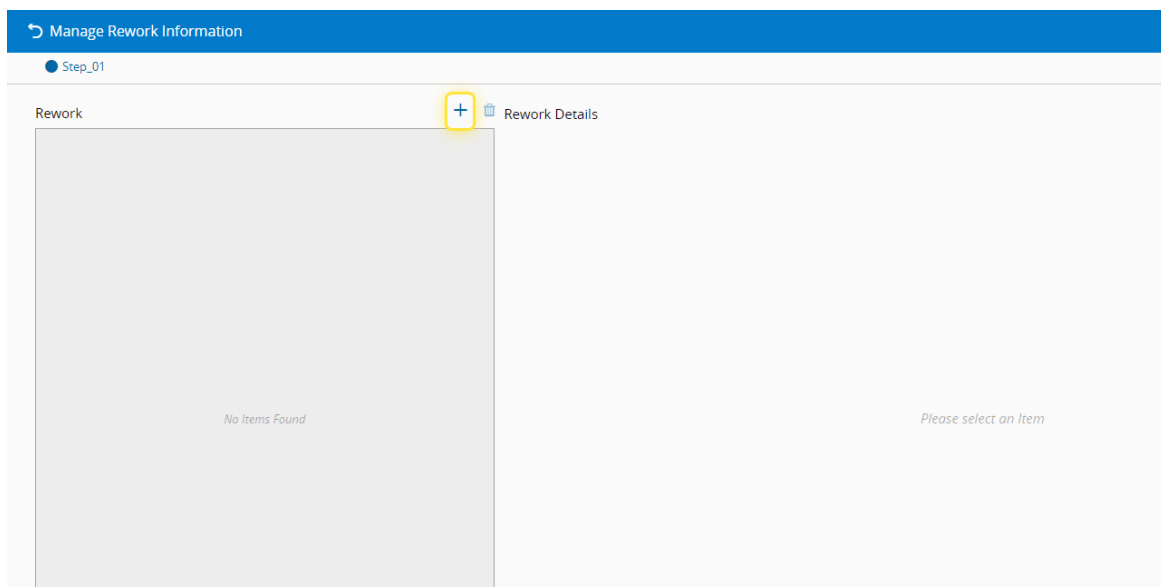 Manage Rework Information
Step_01
Rework
Rework Details
No Items Found
Please select an Item